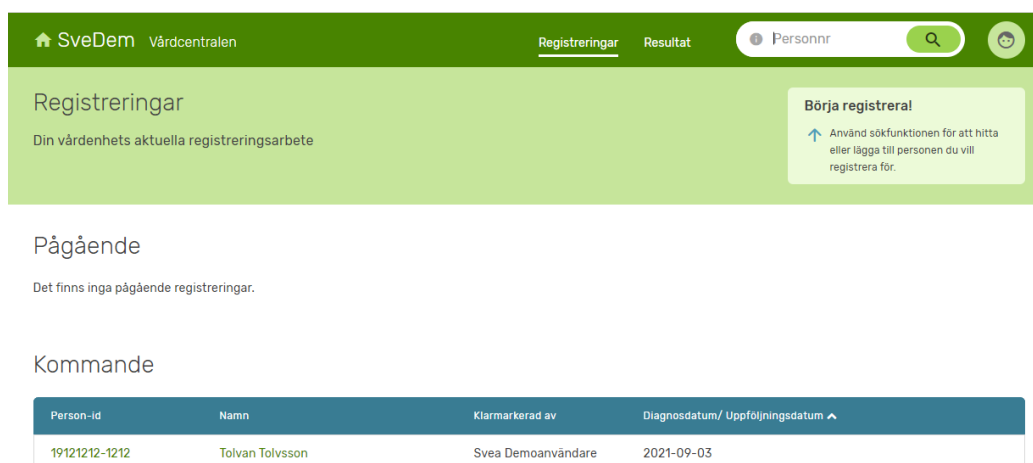 SveDem Vårdcentralen Registreringar Resultat Personnr
Registreringar
Din vårdenhets aktuella registreringsarbete
Börja registrera!
Använd sökfunktionen för att hitta
eller lägga till personen du vill
registrera för.
Pågående
Det finns inga pågående registreringar.
Kommande
Person-id Namn Klarmarkerad av Diagnosdatum/ Uppföljningsdatum
19121212-1212 Tolvan Tolvsson Svea Demoanvändare 2021-09-03